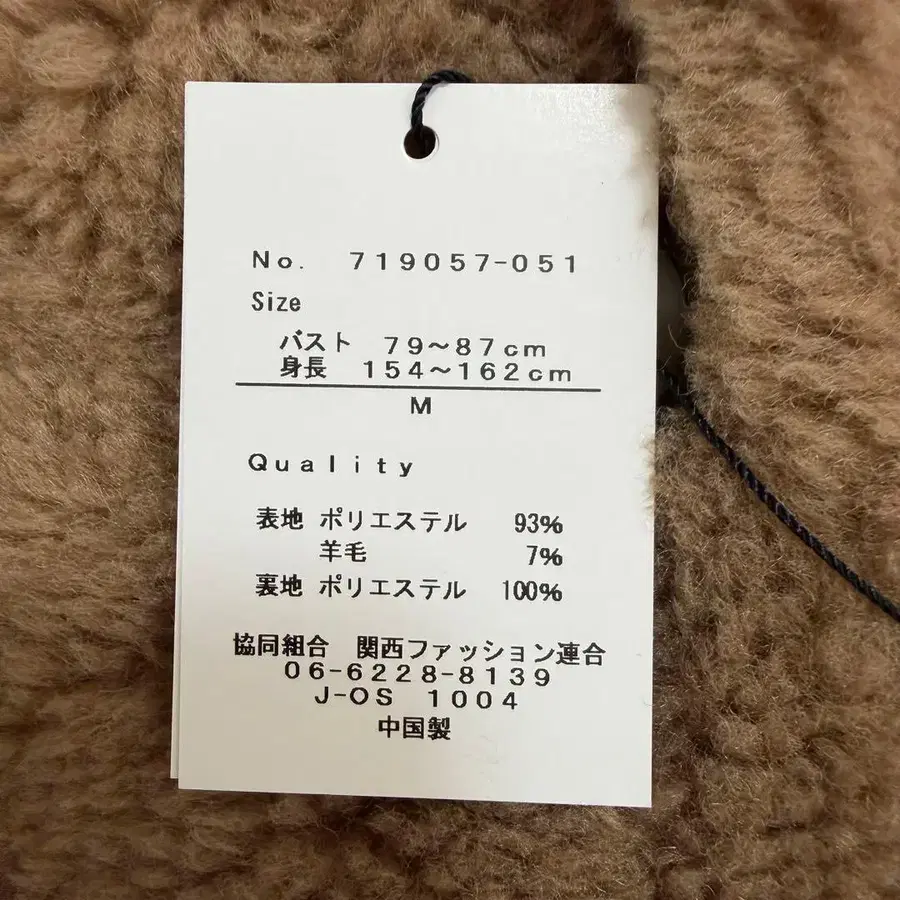 No. 719057-051
Size
バスト 79～87cm
身長 154～162cm
M
Quality
表地 ポリエステル 93%
羊毛 7%
裏地 ポリエステル 100%
協同組合 関西ファッション連合
06-6228-8139
J-OS 1004
中国製